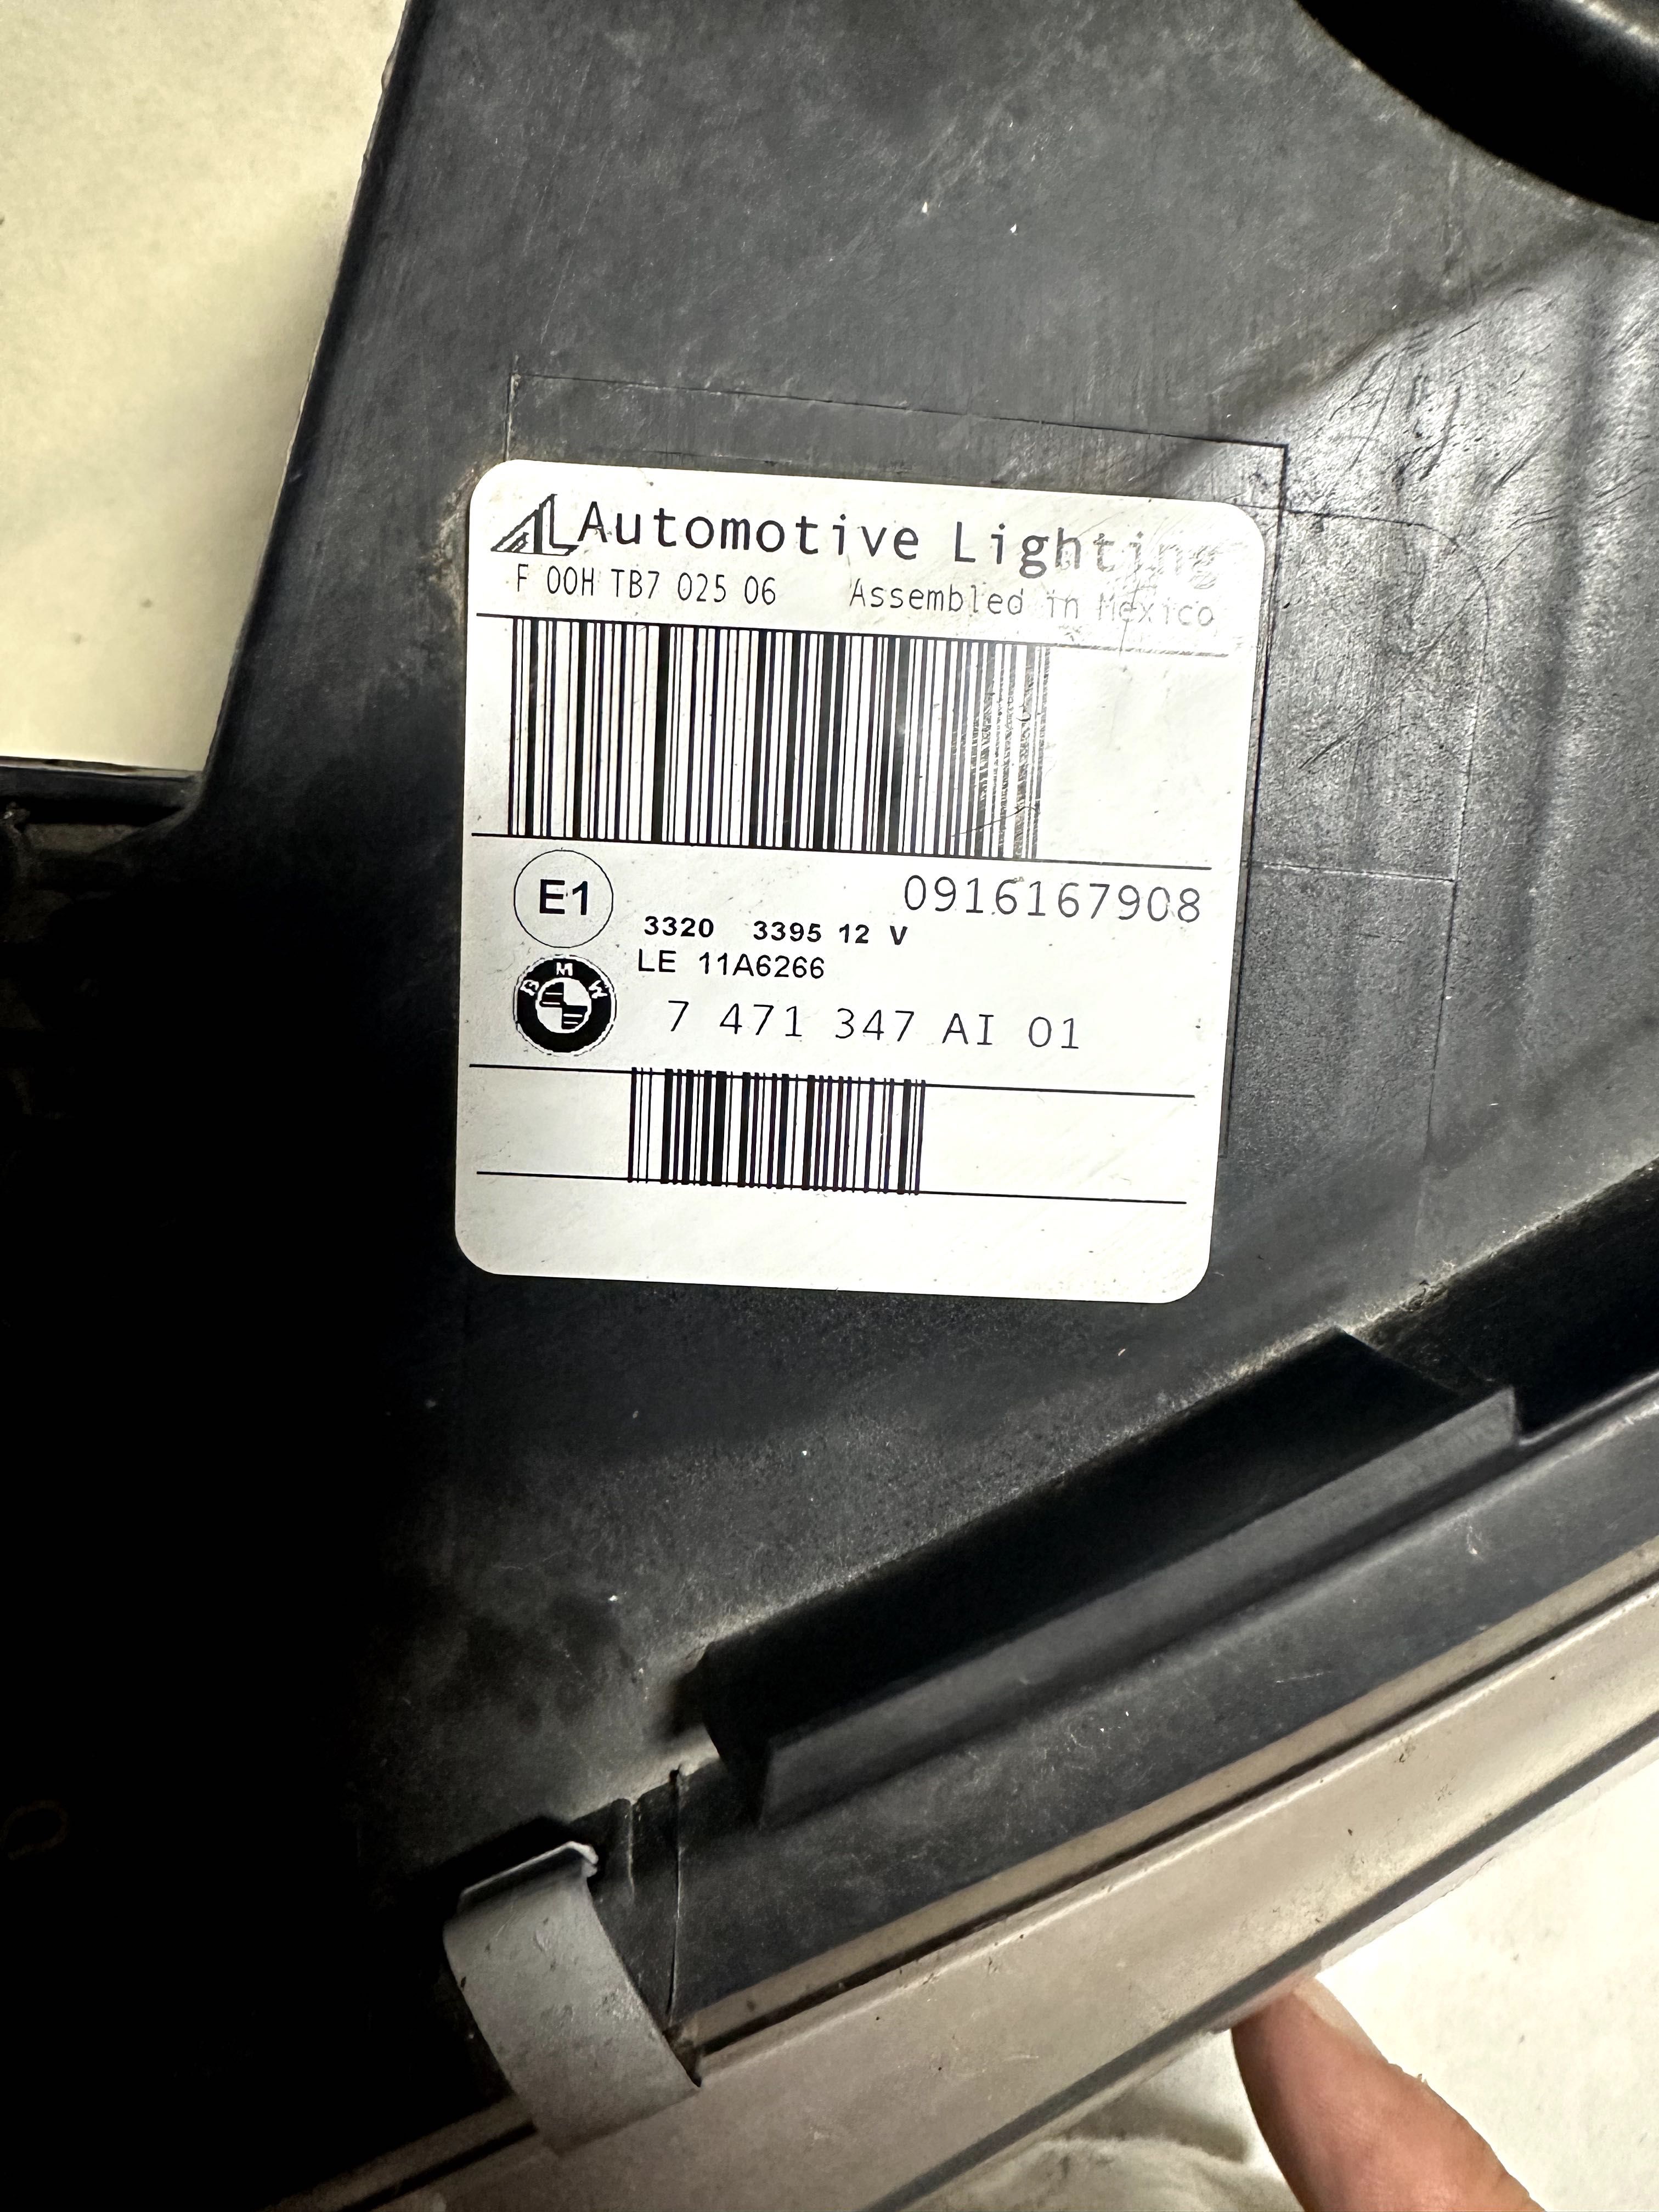 AL Automotive Lighting
F 00H TB7 025 06 Assembled in Mexico
E1
0916167908
3320 3395 12 V
LE 11A6266
BMW
7 471 347 AI 01